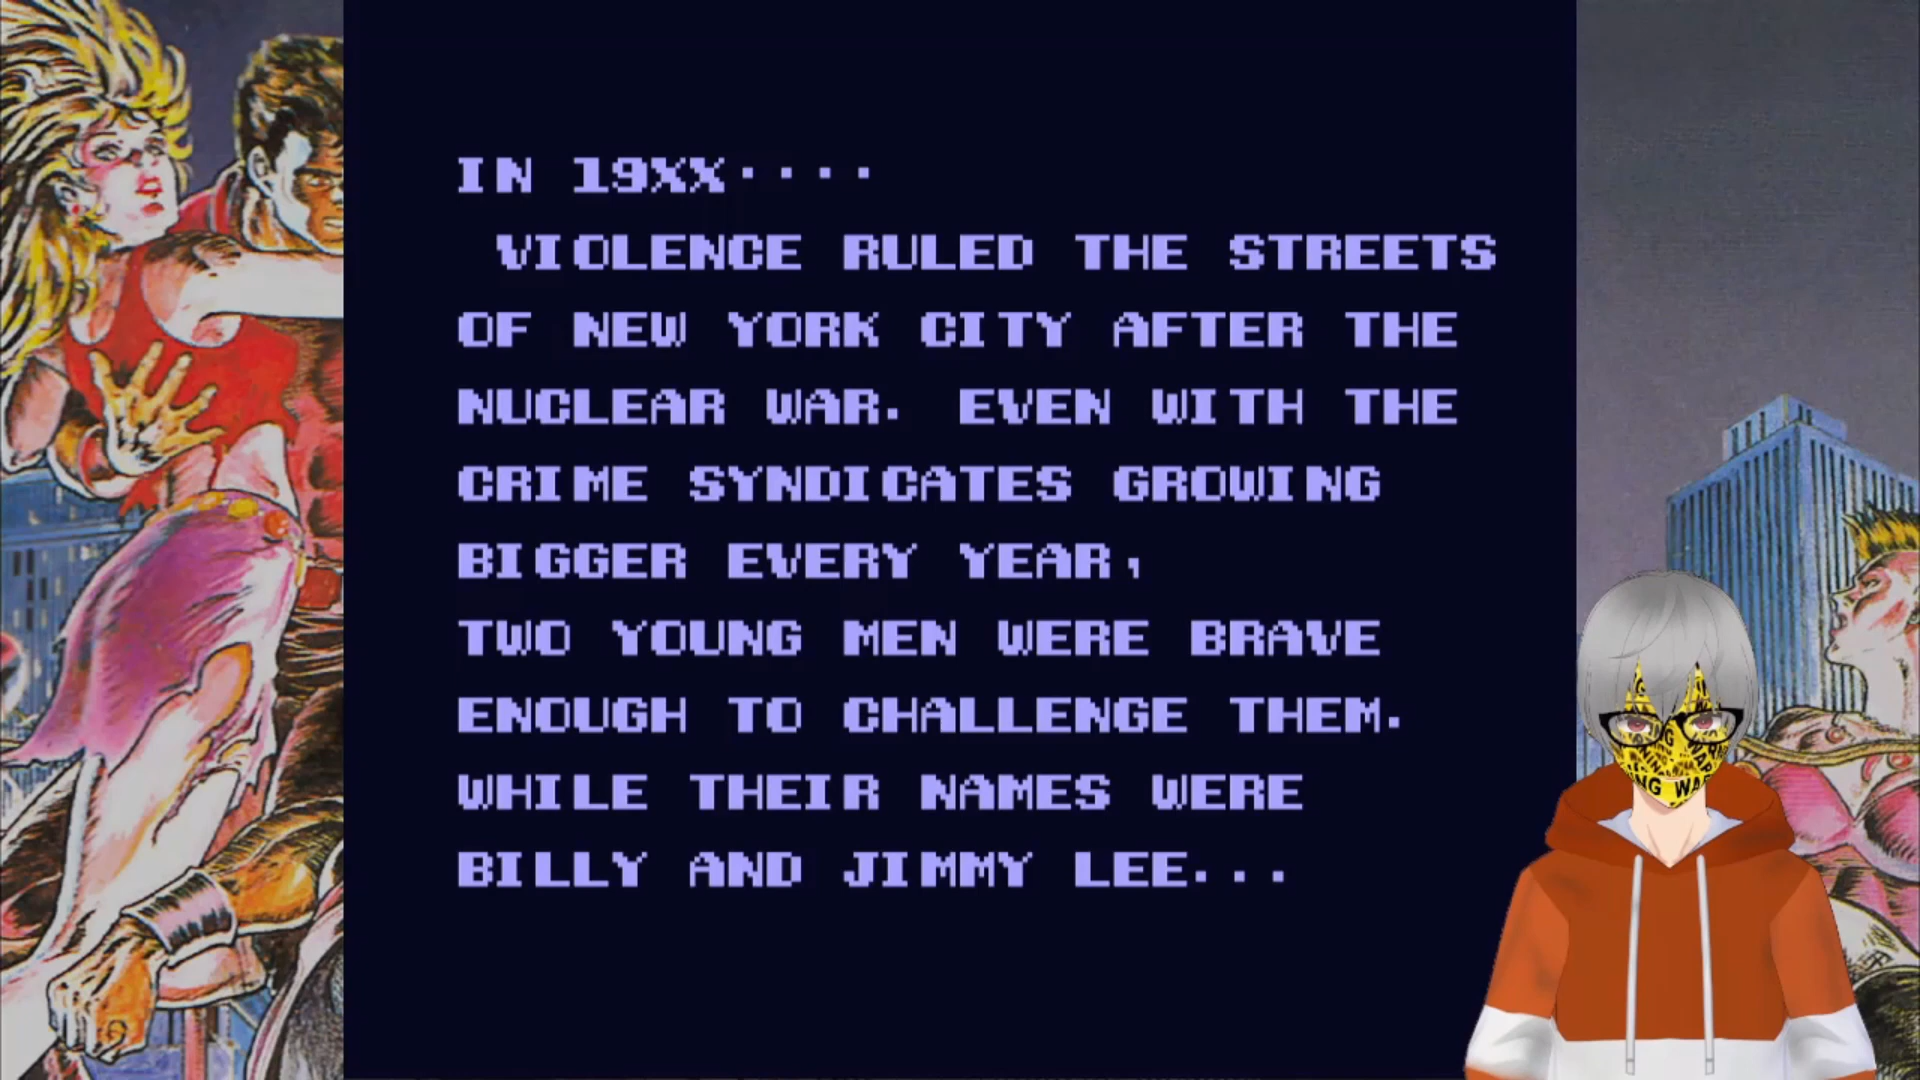 IN 19XX····
VIOLENCE RULED THE STREETS
OF NEW YORK CITY AFTER THE
NUCLEAR WAR. EVEN WITH THE
CRIME SYNDICATES GROWING
BIGGER EVERY YEAR,
TWO YOUNG MEN WERE BRAVE
ENOUGH TO CHALLENGE THEM.
WHILE THEIR NAMES WERE
BILLY AND JIMMY LEE...